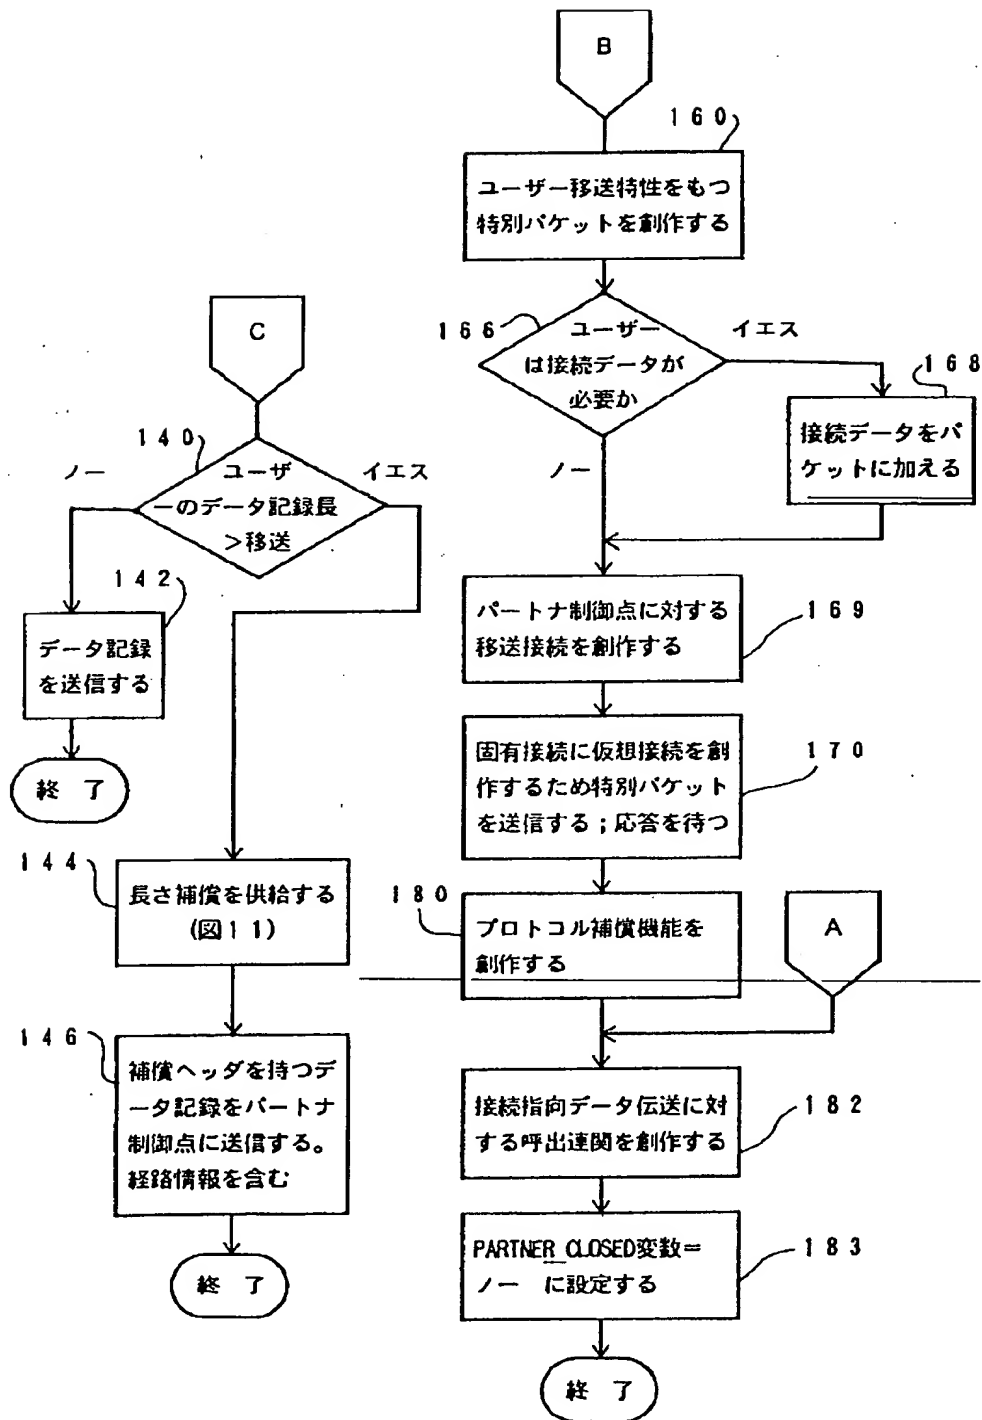 B
160
ユーザー移送特性をもつ
特別パケットを創作する
166
ユーザー
は接続データが
必要か
イエス
ノー
168
接続データをパ
ケットに加える
169
パートナ制御点に対する
移送接続を創作する
170
固有接続に仮想接続を創
作するため特別パケット
を送信する；応答を待つ
180
プロトコル補償機能を
創作する
A
182
接続指向データ伝送に対
する呼出連関を創作する
183
PARTNER_CLOSED変数＝
ノー に設定する
終 了
C
140
ユーザ
ーのデータ記録長
＞移送
ノー
イエス
142
データ記録
を送信する
終 了
144
長さ補償を供給する
(図11)
146
補償ヘッダを持つデ
ータ記録をパートナ
制御点に送信する。
経路情報を含む
終 了